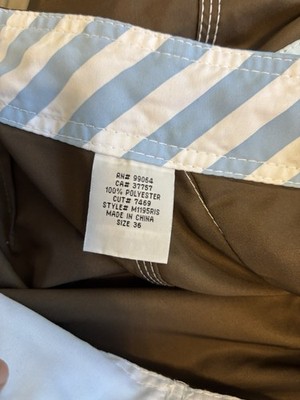 RN# 99064
CA# 37757
100% POLYESTER
CUT# 7469
STYLE# M1195RIS
MADE IN CHINA
SIZE 36